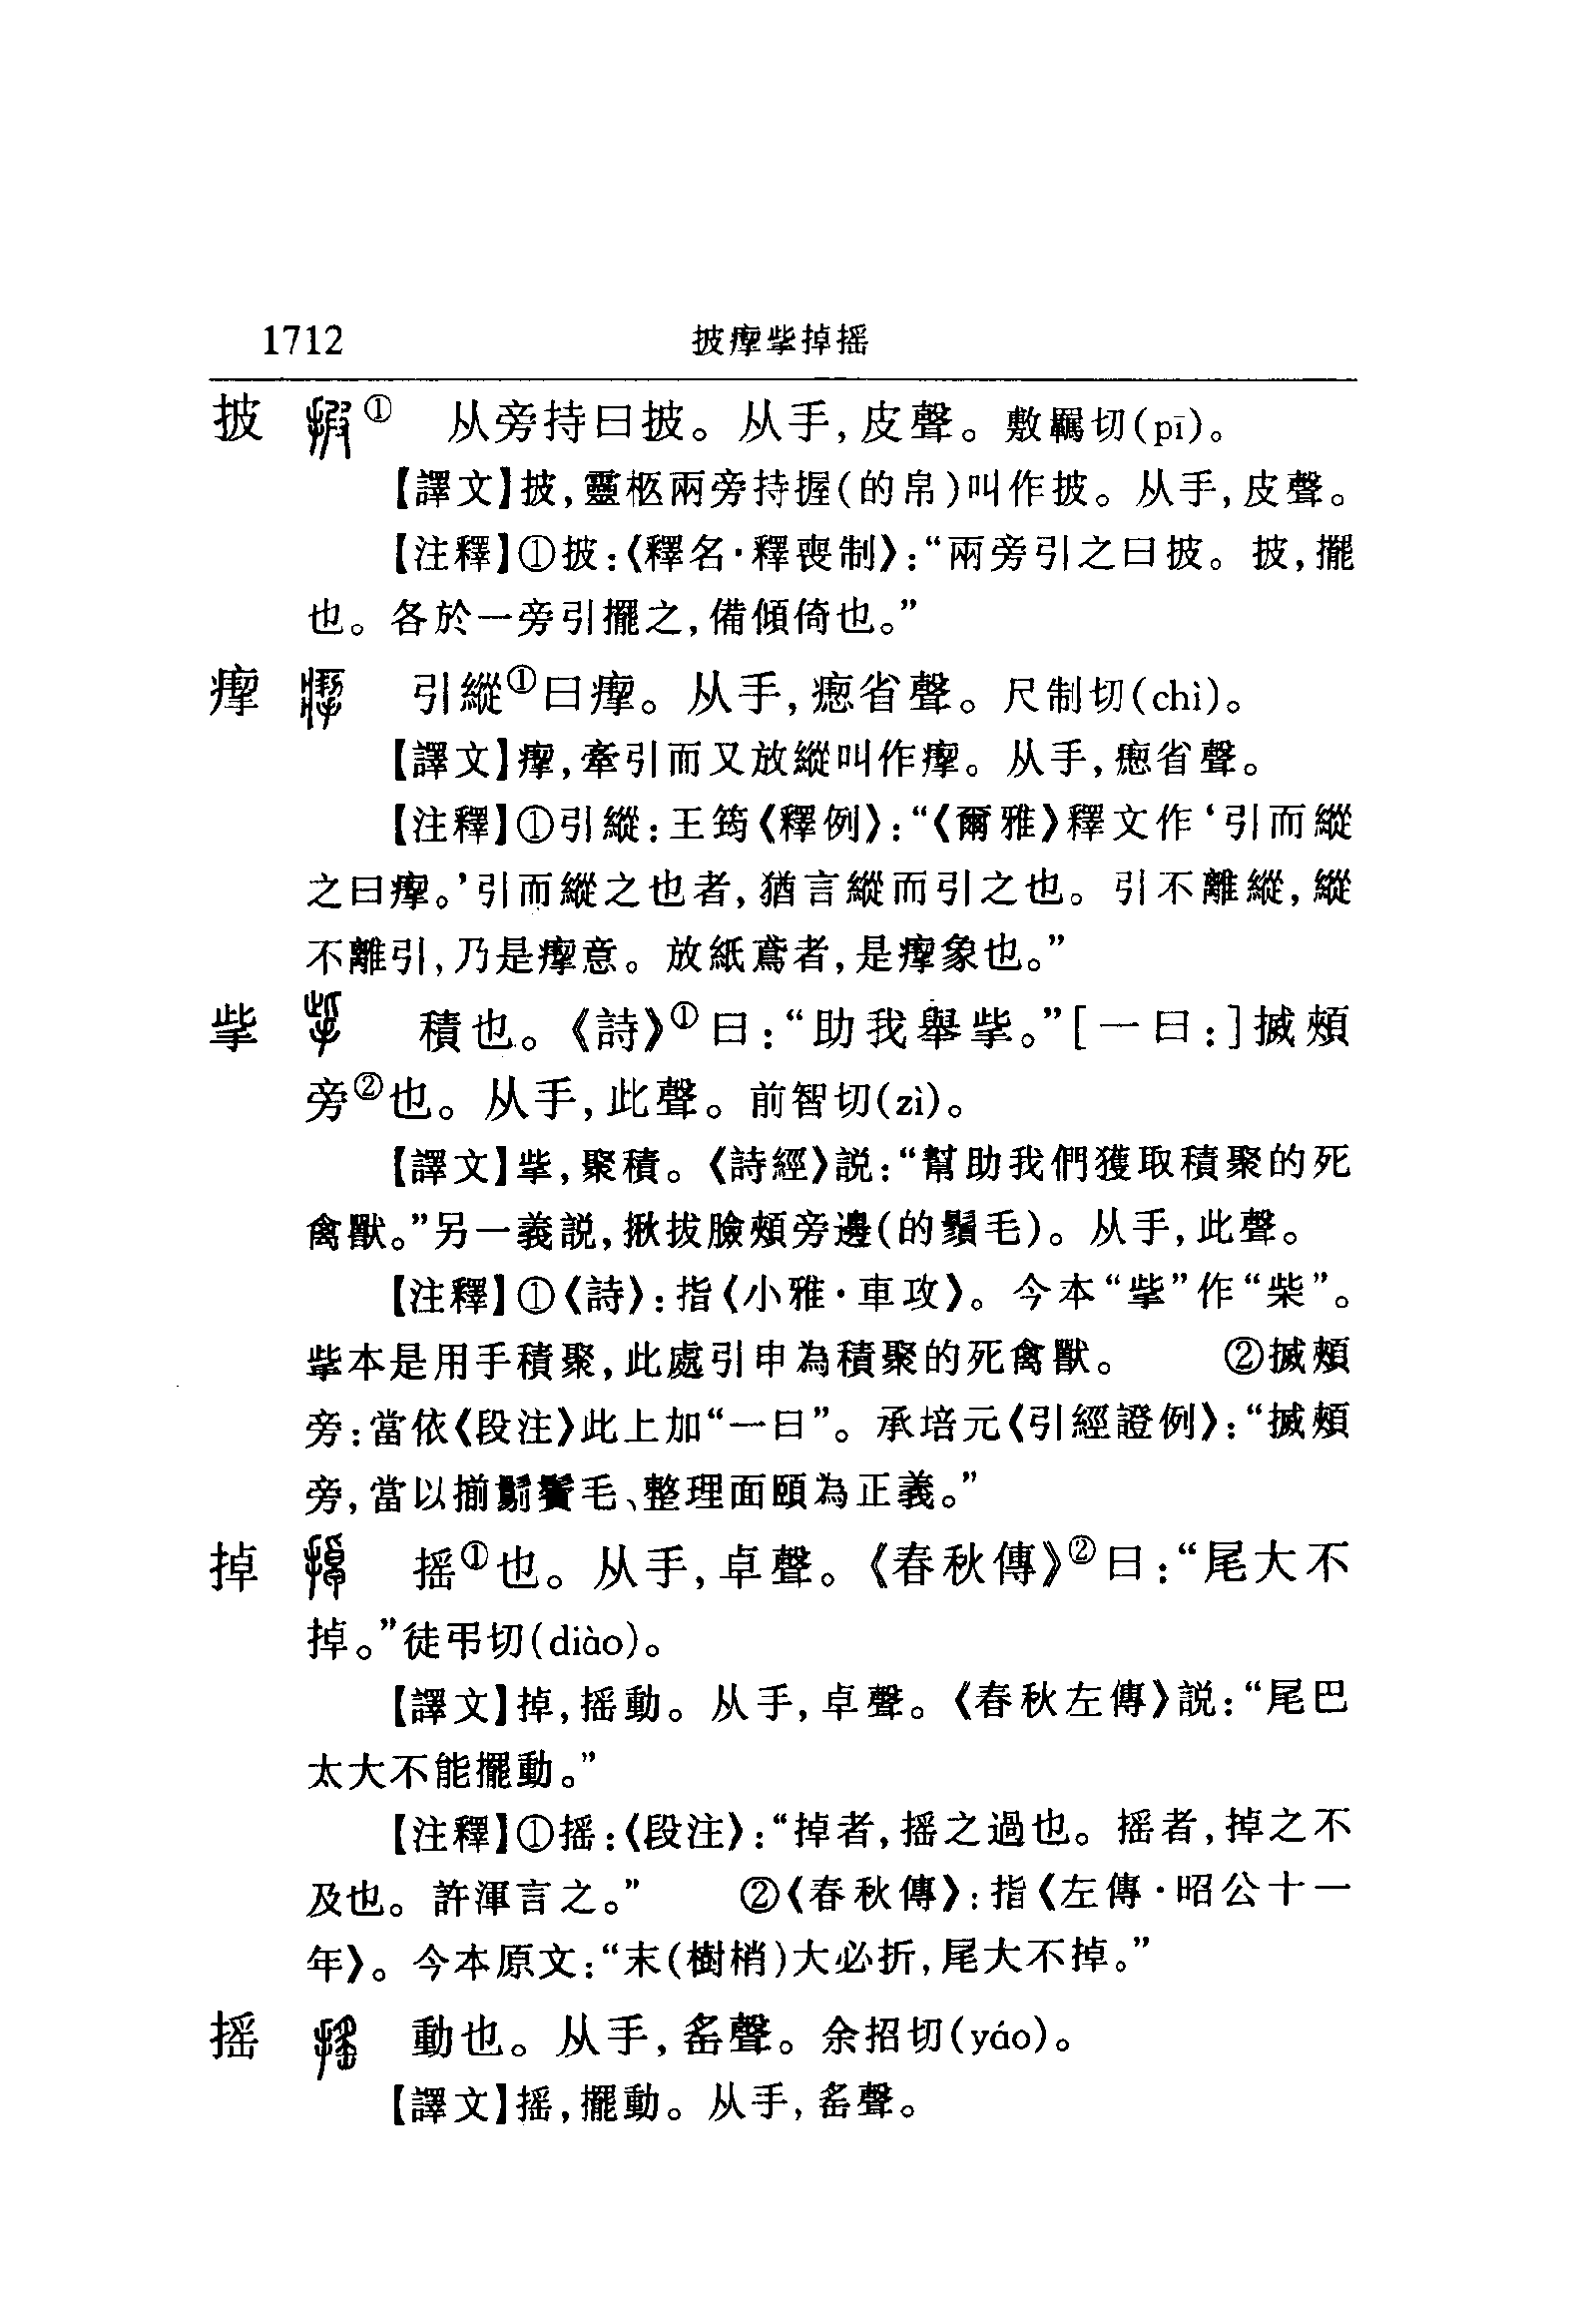 1712 披瘛掌掉摇
披 ① 从旁持曰披。从手,皮聲。敷羈切(pī)。
【譯文】披,靈柩兩旁持握(的帛)叫作披。从手,皮聲。
【注釋】①披:《釋名·釋喪制》:“兩旁引之曰披。披,擺
也。各於一旁引擺之,備傾倚也。”
㨖 引縱①曰㨖。从手,瘛省聲。尺制切(chì)。
【譯文】㨖,牽引而又放縱叫作㨖。从手,瘛省聲。
【注釋】①引縱:王筠《釋例》:“《爾雅》釋文作‘引而縱
之曰㨖。’引而縱之也者,猶言縱而引之也。引不離縱,縱
不離引,乃是㨖意。放紙鳶者,是㨖象也。”
㧘 積也。《詩》①曰:“助我舉㧘。”[一曰:]搣頰
旁②也。从手,此聲。前智切(zì)。
【譯文】㧘,聚積。《詩經》説:“幫助我們獲取積聚的死
禽獸。”另一義説,揪拔臉頰旁邊(的鬚毛)。从手,此聲。
【注釋】①《詩》:指《小雅·車攻》。今本“㧘”作“柴”。
㧘本是用手積聚,此處引申為積聚的死禽獸。 ②搣頰
旁:當依《段注》此上加“一曰”。承培元《引經證例》:“搣頰
旁,當以揃鬋鬢毛、整理面頤為正義。”
掉 摇①也。从手,卓聲。《春秋傳》②曰:“尾大不
掉。”徒弔切(diào)。
【譯文】掉,摇動。从手,卓聲。《春秋左傳》説:“尾巴
太大不能擺動。”
【注釋】①摇:《段注》:“掉者,摇之過也。摇者,掉之不
及也。許渾言之。” ②《春秋傳》:指《左傳·昭公十一
年》。今本原文:“末(樹梢)大必折,尾大不掉。”
摇 動也。从手,䍃聲。余招切(yáo)。
【譯文】摇,擺動。从手,䍃聲。